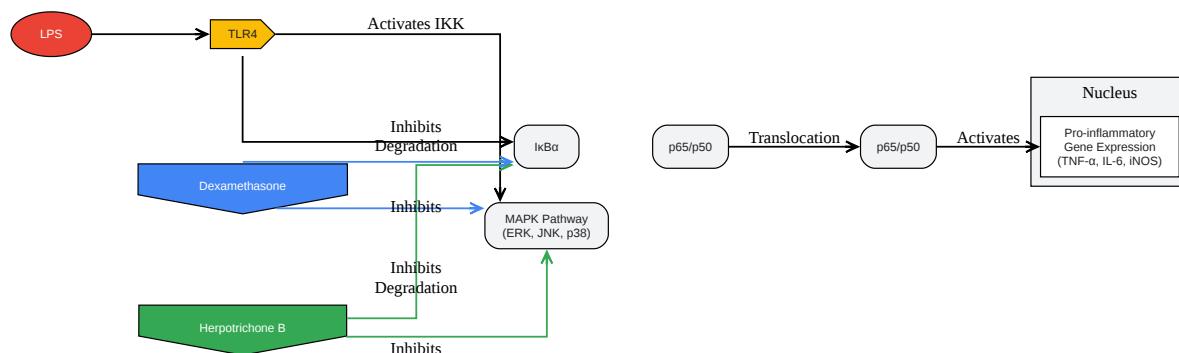 LPS
TLR4
Activates IKK
Inhibits
Degradation
IκBα
p65/p50
Translocation
p65/p50
Activates
Nucleus
Pro-inflammatory
Gene Expression
(TNF-α, IL-6, iNOS)
Dexamethasone
Inhibits
MAPK Pathway
(ERK, JNK, p38)
Inhibits
Degradation
Herpotrichone B
Inhibits